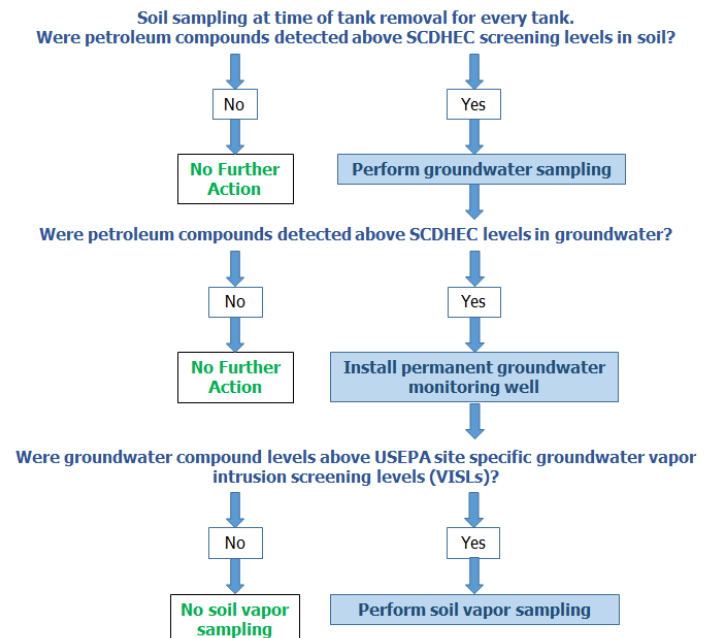 Soil sampling at time of tank removal for every tank.
Were petroleum compounds detected above SCDHEC screening levels in soil?
No
Yes
No Further
Action
Perform groundwater sampling
Were petroleum compounds detected above SCDHEC levels in groundwater?
No
Yes
No Further
Action
Install permanent groundwater
monitoring well
Were groundwater compound levels above USEPA site specific groundwater vapor
intrusion screening levels (VISLs)?
No
Yes
No soil vapor
sampling
Perform soil vapor sampling